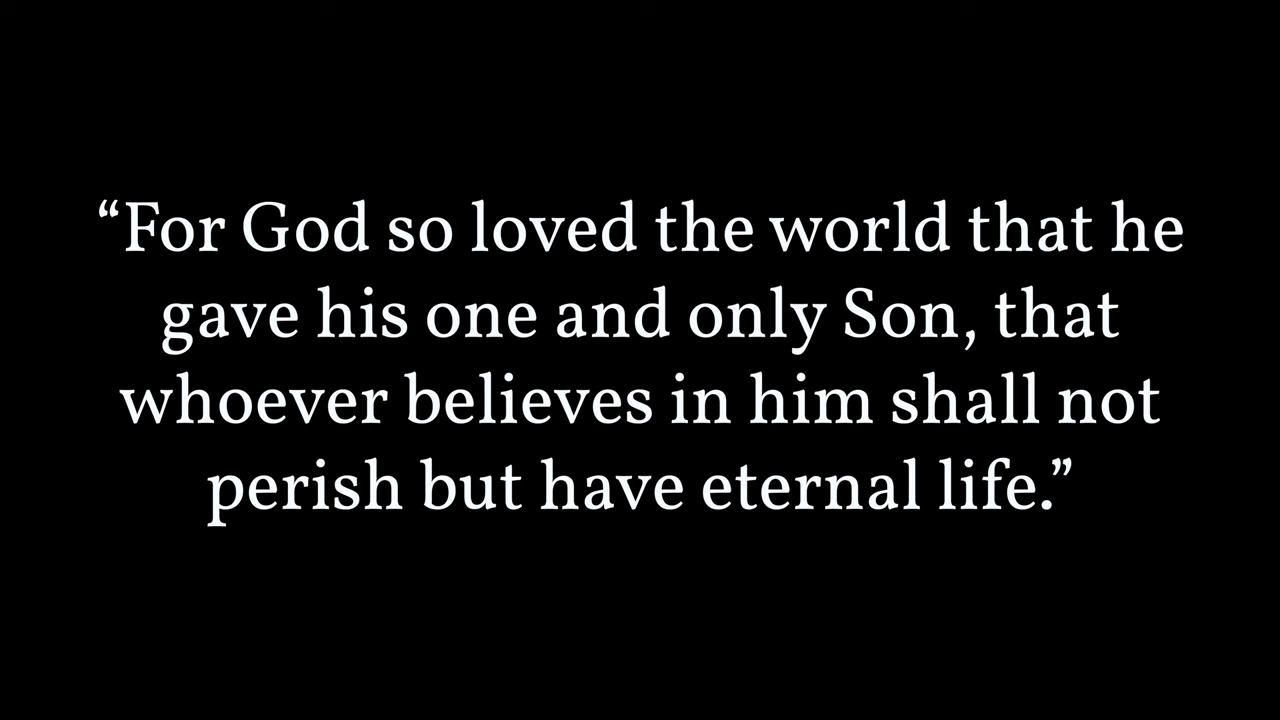 “For God so loved the world that he
gave his one and only Son, that
whoever believes in him shall not
perish but have eternal life.”